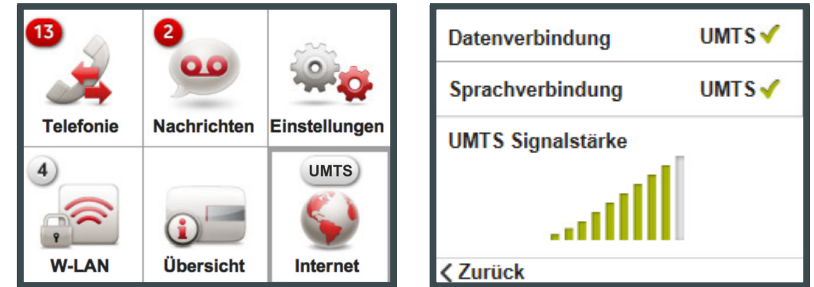 13
2
Telefonie
Nachrichten
Einstellungen
4
UMTS
W-LAN
Übersicht
Internet
Datenverbindung UMTS
Sprachverbindung UMTS
UMTS Signalstärke
Zurück